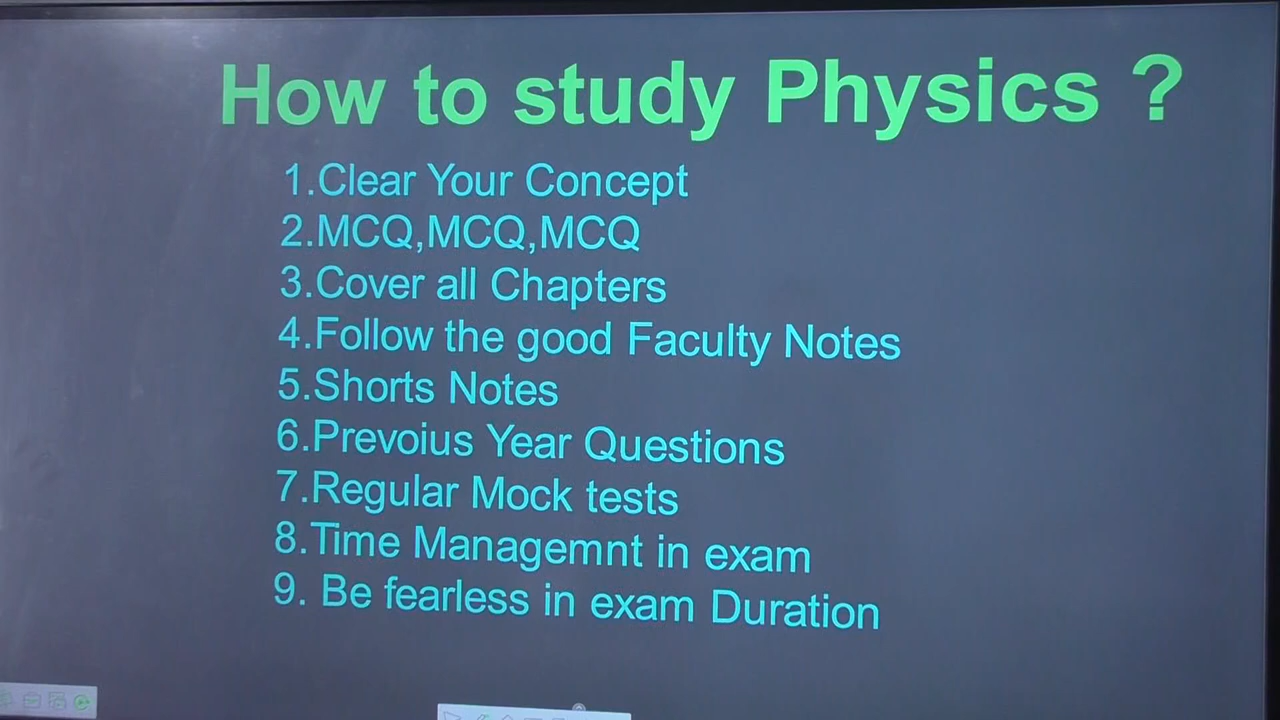 How to study Physics ?
1.Clear Your Concept
2.MCQ,MCQ,MCQ
3.Cover all Chapters
4.Follow the good Faculty Notes
5.Shorts Notes
6.Prevoius Year Questions
7.Regular Mock tests
8.Time Managemnt in exam
9. Be fearless in exam Duration